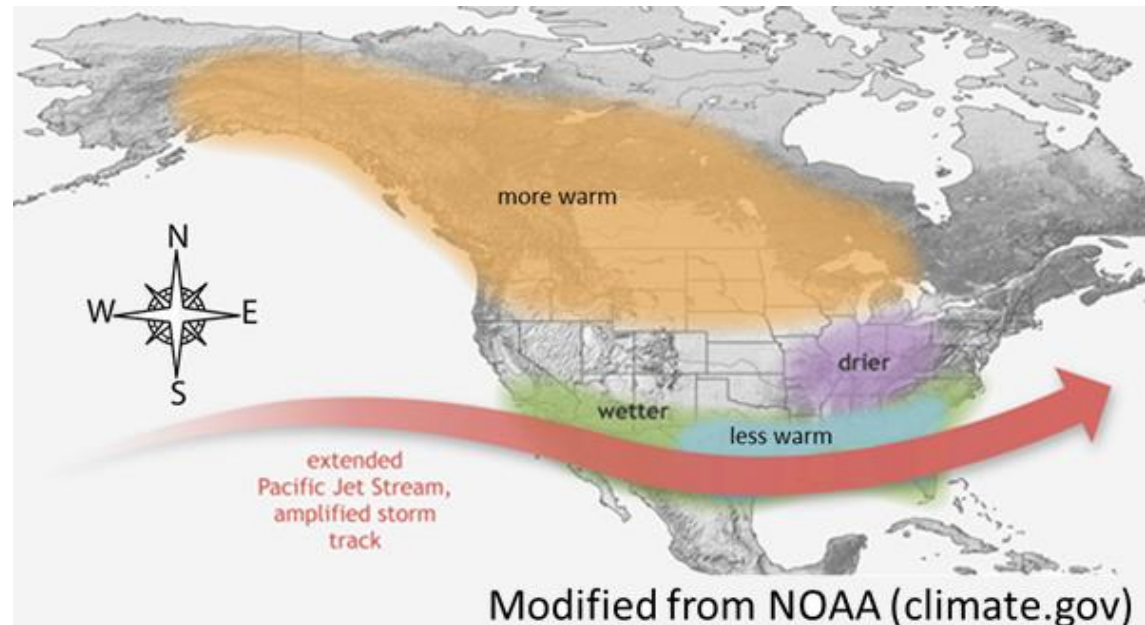 more warm
N
W E
S
drier
wetter
less warm
extended
Pacific Jet Stream,
amplified storm
track
Modified from NOAA (climate.gov)